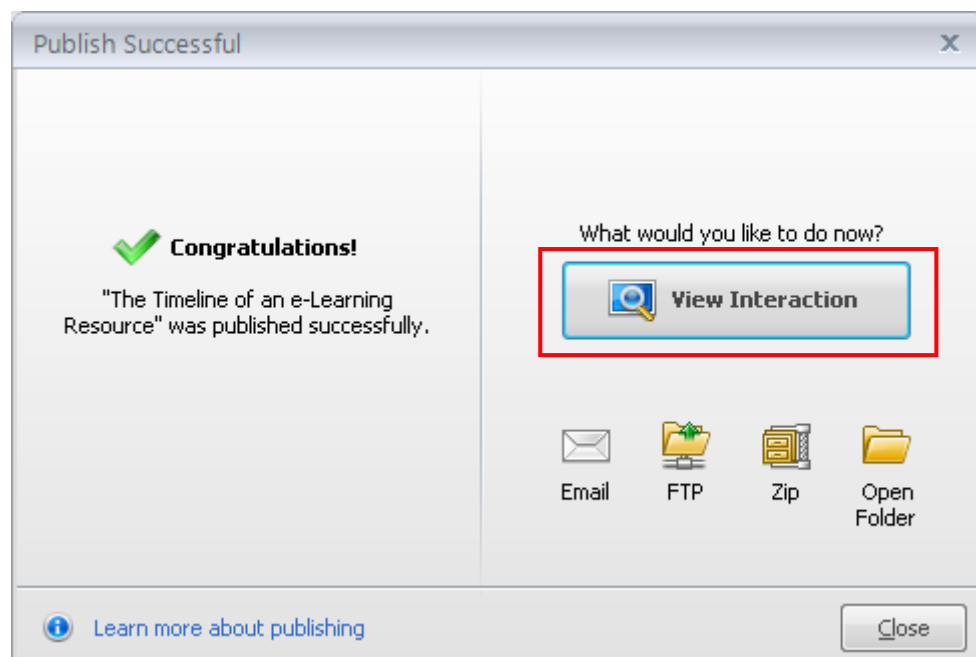 Publish Successful
x
Congratulations!
"The Timeline of an e-Learning
Resource" was published successfully.
What would you like to do now?
View Interaction
Email
FTP
Zip
Open
Folder
Learn more about publishing
Close